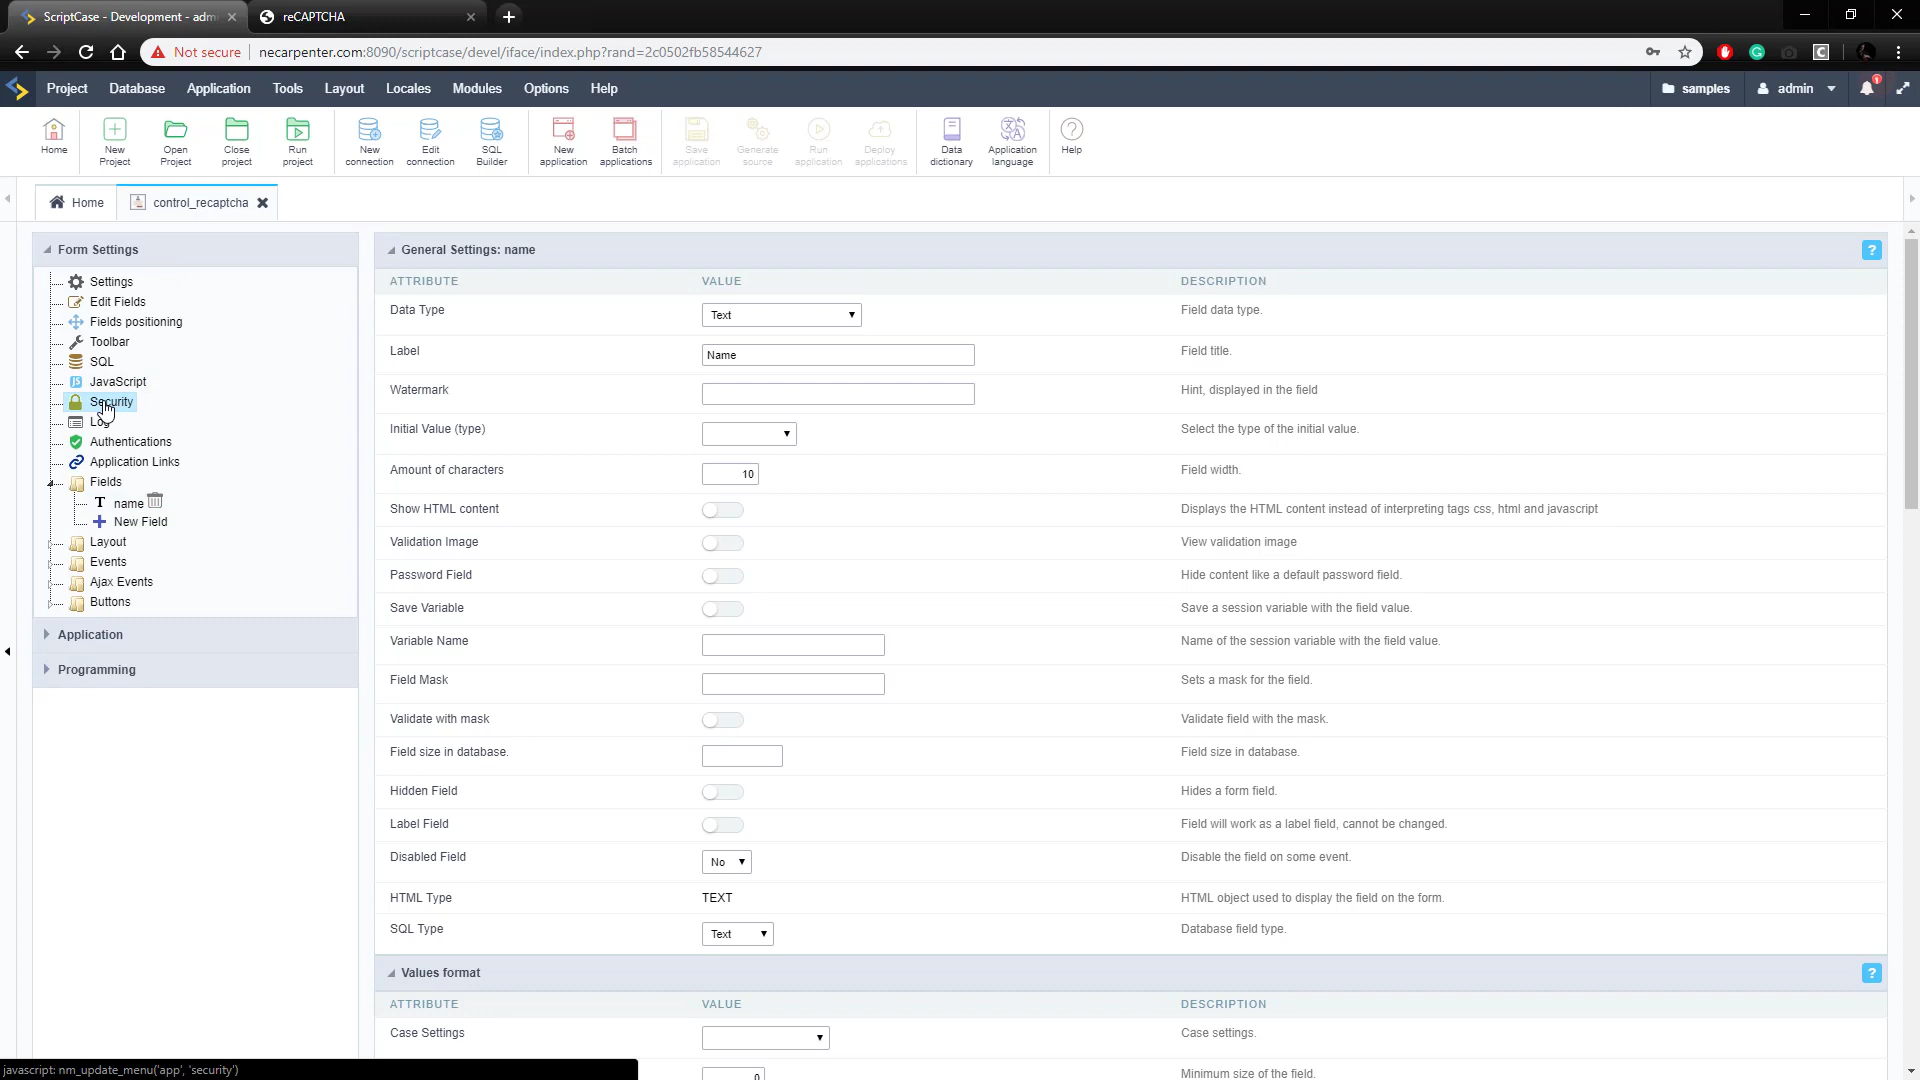 ScriptCase - Development - adm
reCAPTCHA
Not secure
necarpenter.com:8090/scriptcase/devel/iface/index.php?rand=2c0502fb58544627
Project
Database
Application
Tools
Layout
Locales
Modules
Options
Help
samples
admin
1
Home
New
Project
Open
Project
Close
project
Run
project
New
connection
Edit
connection
SQL
Builder
New
application
Batch
applications
Save
application
Generate
source
Run
application
Deploy
applications
Data
dictionary
Application
language
Help
Home
control_recaptcha
Form Settings
Settings
Edit Fields
Fields positioning
Toolbar
SQL
JavaScript
Security
Log
Authentications
Application Links
Fields
name
New Field
Layout
Events
Ajax Events
Buttons
Application
Programming
General Settings: name
?
ATTRIBUTE VALUE DESCRIPTION
Data Type Text Field data type.
Label Name Field title.
Watermark Hint, displayed in the field
Initial Value (type) Select the type of the initial value.
Amount of characters 10 Field width.
Show HTML content Displays the HTML content instead of interpreting tags css, html and javascript
Validation Image View validation image
Password Field Hide content like a default password field.
Save Variable Save a session variable with the field value.
Variable Name Name of the session variable with the field value.
Field Mask Sets a mask for the field.
Validate with mask Validate field with the mask.
Field size in database. Field size in database.
Hidden Field Hides a form field.
Label Field Field will work as a label field, cannot be changed.
Disabled Field No Disable the field on some event.
HTML Type TEXT HTML object used to display the field on the form.
SQL Type Text Database field type.
Values format
?
ATTRIBUTE VALUE DESCRIPTION
Case Settings Case settings.
0 Minimum size of the field.
javascript: nm_update_menu('app', 'security')